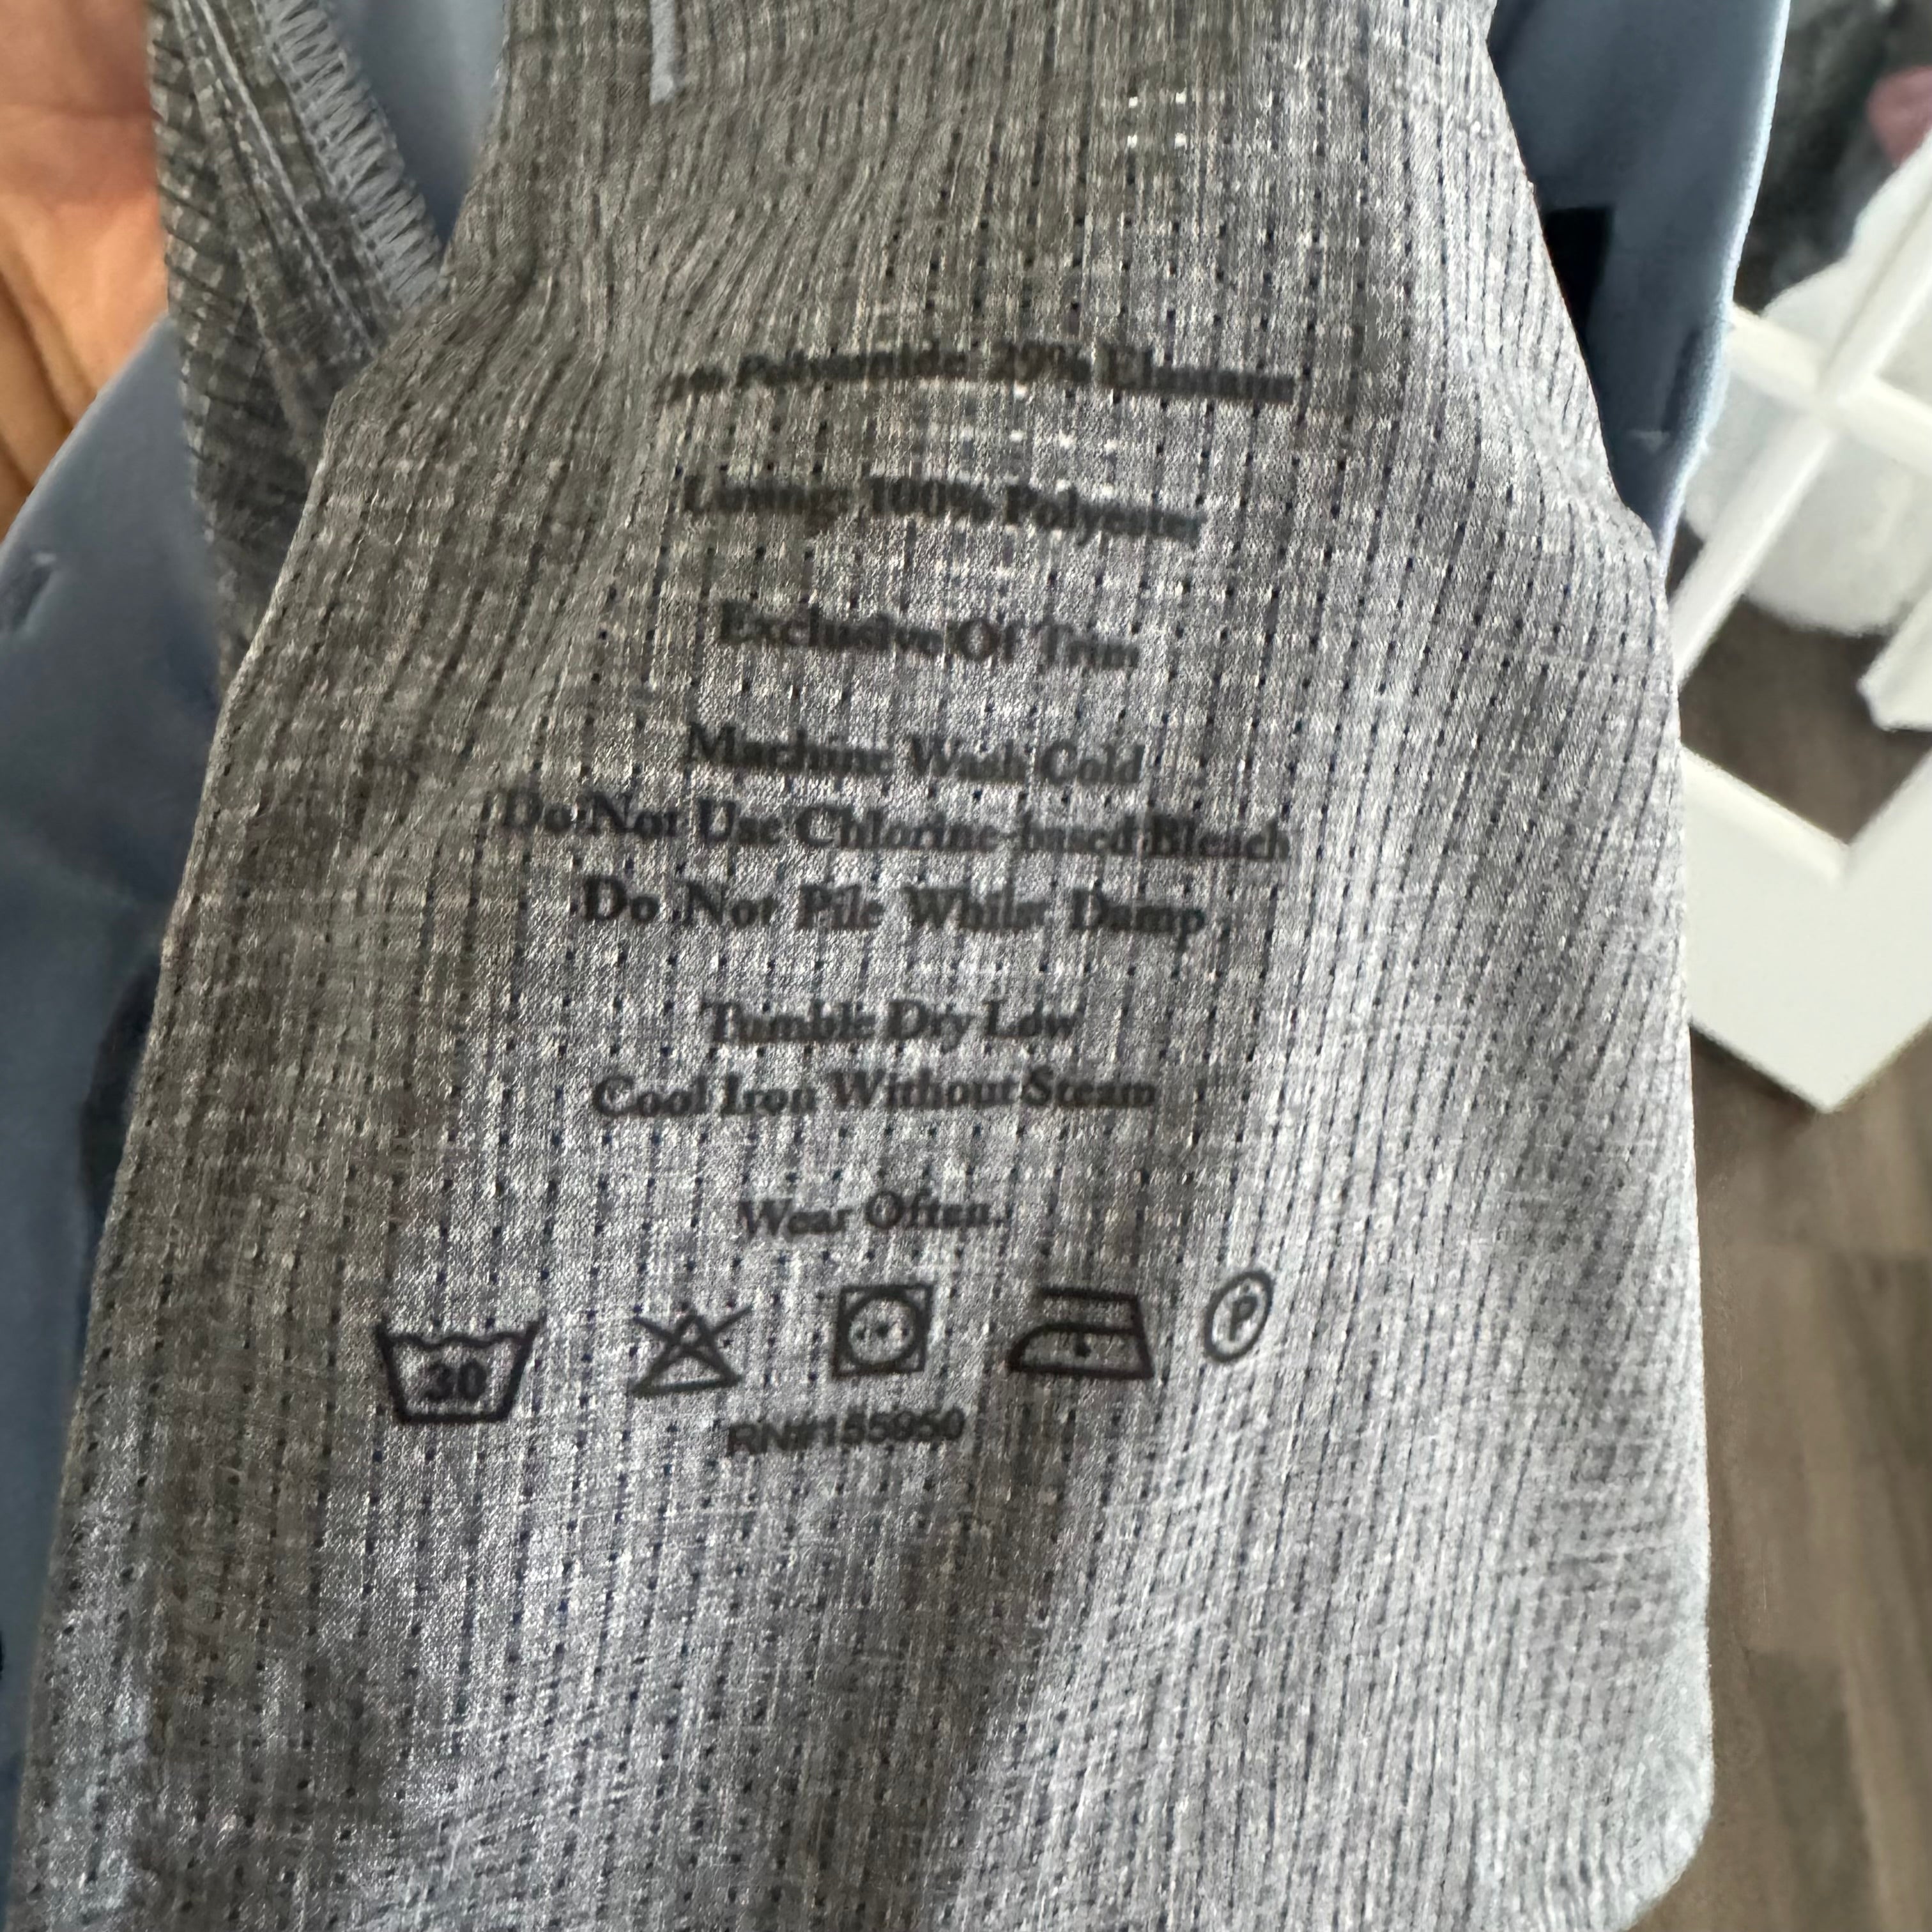 Polyamide, 29% Elastane
Lining: 100% Polyester
Exclusive Of Trim
Machine Wash Cold
Do Not Use Chlorine-based Bleach
Do Not Pile Whilst Damp
Tumble Dry Low
Cool Iron Without Steam
Wear Often.
30 P
RN#155950